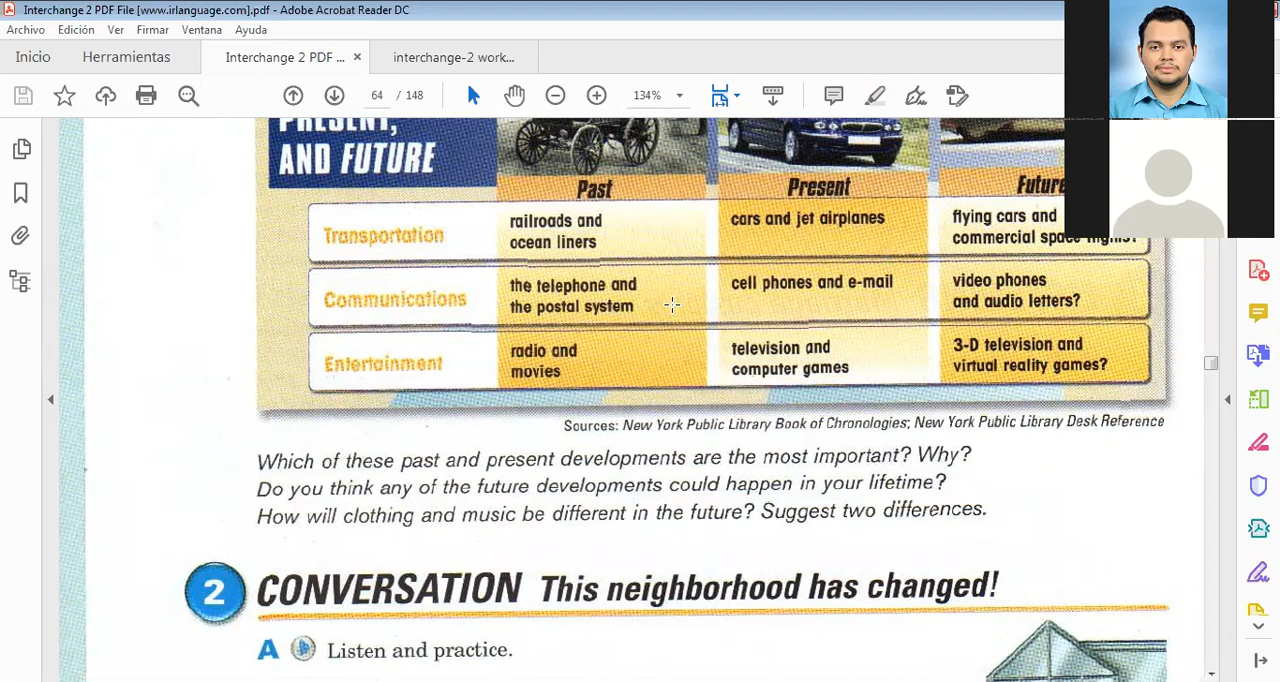 Interchange 2 PDF File [www.irlanguage.com].pdf - Adobe Acrobat Reader DC
Archivo Edición Ver Firmar Ventana Ayuda
Inicio Herramientas Interchange 2 PDF ... × interchange-2 work...
64 / 148 134%
PRESENT,
AND FUTURE
Past Present Future
Transportation
railroads and
ocean liners
cars and jet airplanes
flying cars and
commercial space flights?
Communications
the telephone and
the postal system
cell phones and e-mail
video phones
and audio letters?
Entertainment
radio and
movies
television and
computer games
3-D television and
virtual reality games?
Sources: New York Public Library Book of Chronologies; New York Public Library Desk Reference
Which of these past and present developments are the most important? Why?
Do you think any of the future developments could happen in your lifetime?
How will clothing and music be different in the future? Suggest two differences.
2 CONVERSATION This neighborhood has changed!
A Listen and practice.